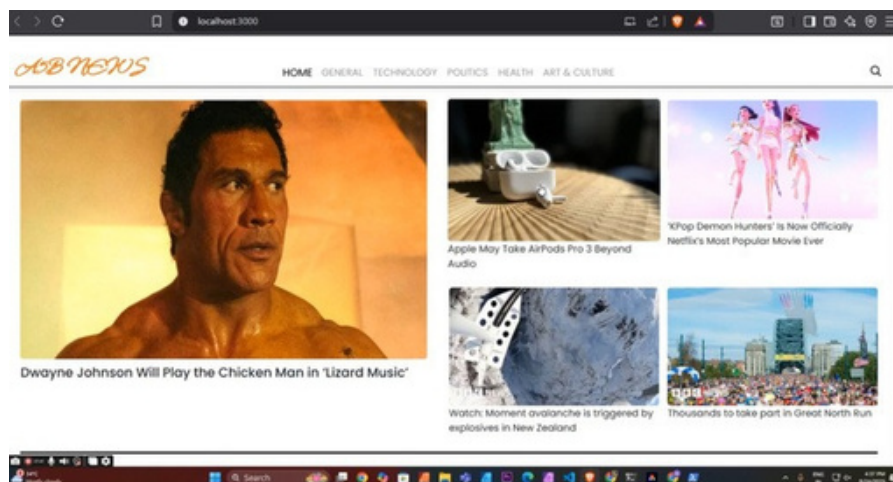 localhost:3000
AB NEWS
HOME GENERAL TECHNOLOGY POLITICS HEALTH ART & CULTURE
Dwayne Johnson Will Play the Chicken Man in ‘Lizard Music’
Apple May Take AirPods Pro 3 Beyond
Audio
‘KPop Demon Hunters’ Is Now Officially
Netflix’s Most Popular Movie Ever
Watch: Moment avalanche is triggered by
explosives in New Zealand
Thousands to take part in Great North Run
Search